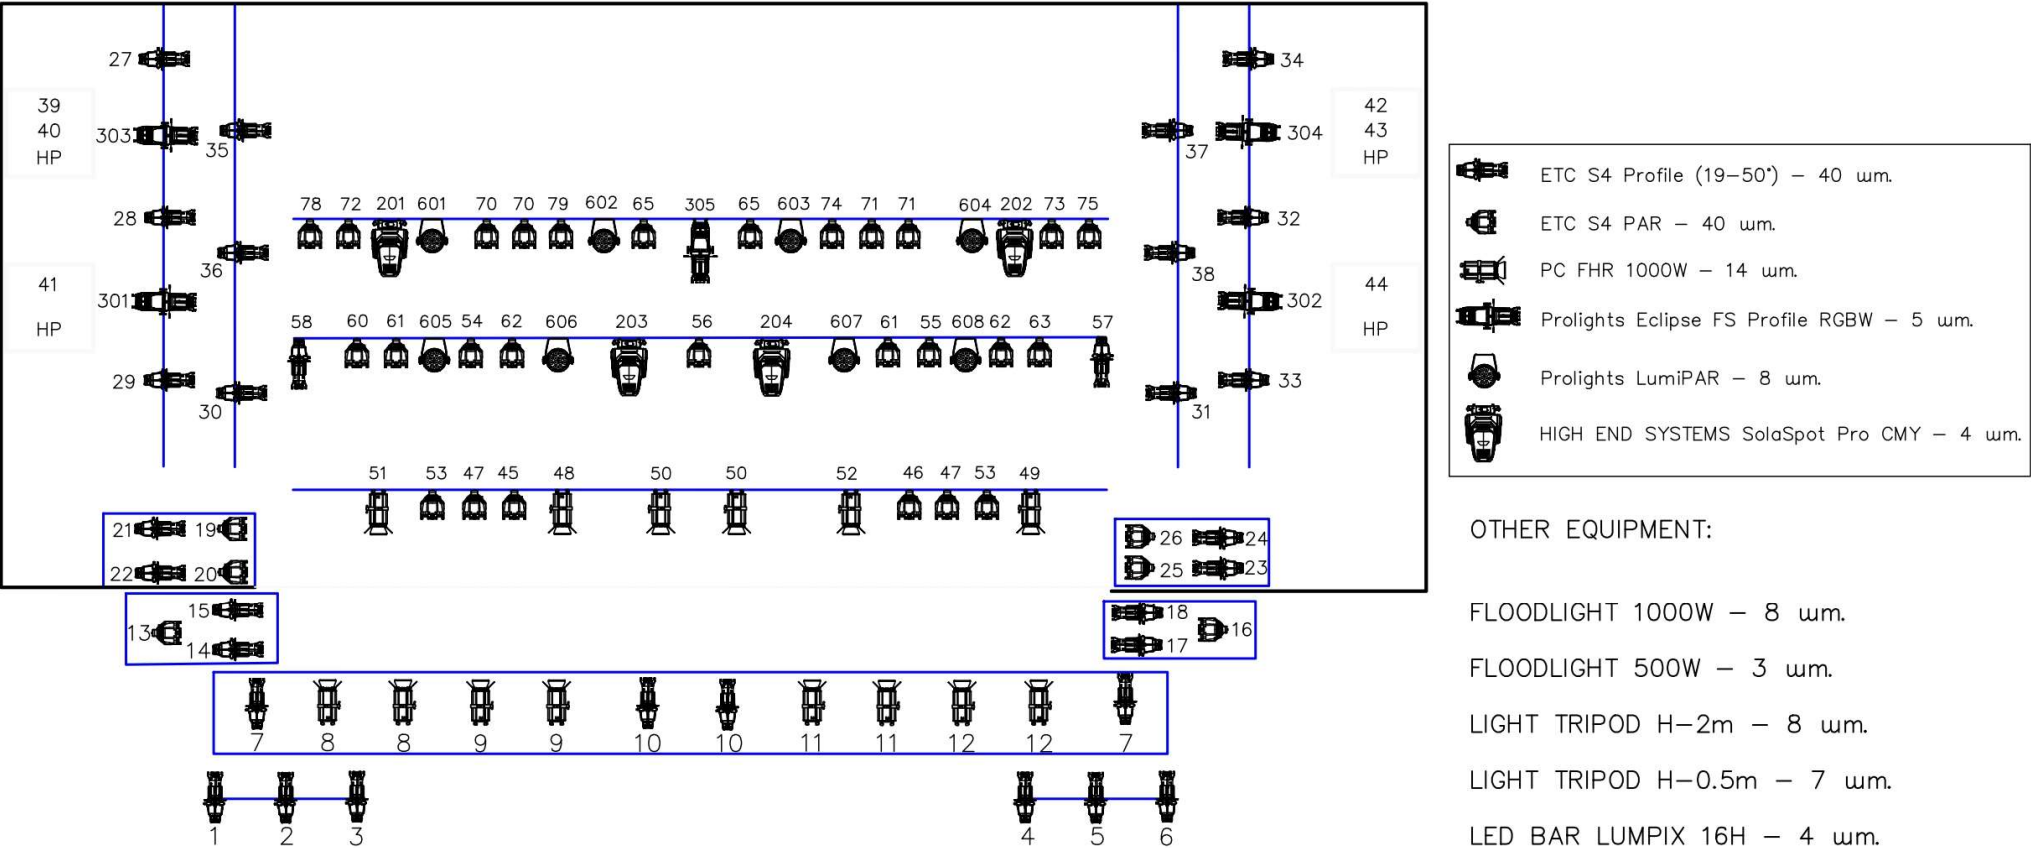 27
34
39
40
HP
303
35
42
43
HP
304
37
28
36
32
38
78 72 201 601 70 70 79 602 65 305 65 603 74 71 71 604 202 73 75
41
HP
301
44
HP
302
58 60 61 605 54 62 606 203 56 204 607 61 55 608 62 63 57
29
30
33
31
51 53 47 45 48 50 50 52 46 47 53 49
21 19
22 20
26 24
25 23
15
13
14
18
16
17
7 8 8 9 9 10 10 11 11 12 12 7
1 2 3 4 5 6
ETC S4 Profile (19-50°) - 40 шт.
ETC S4 PAR - 40 шт.
PC FHR 1000W - 14 шт.
Prolights Eclipse FS Profile RGBW - 5 шт.
Prolights LumiPAR - 8 шт.
HIGH END SYSTEMS SolaSpot Pro CMY - 4 шт.
OTHER EQUIPMENT:
FLOODLIGHT 1000W - 8 шт.
FLOODLIGHT 500W - 3 шт.
LIGHT TRIPOD H-2m - 8 шт.
LIGHT TRIPOD H-0.5m - 7 шт.
LED BAR LUMPIX 16H - 4 шт.